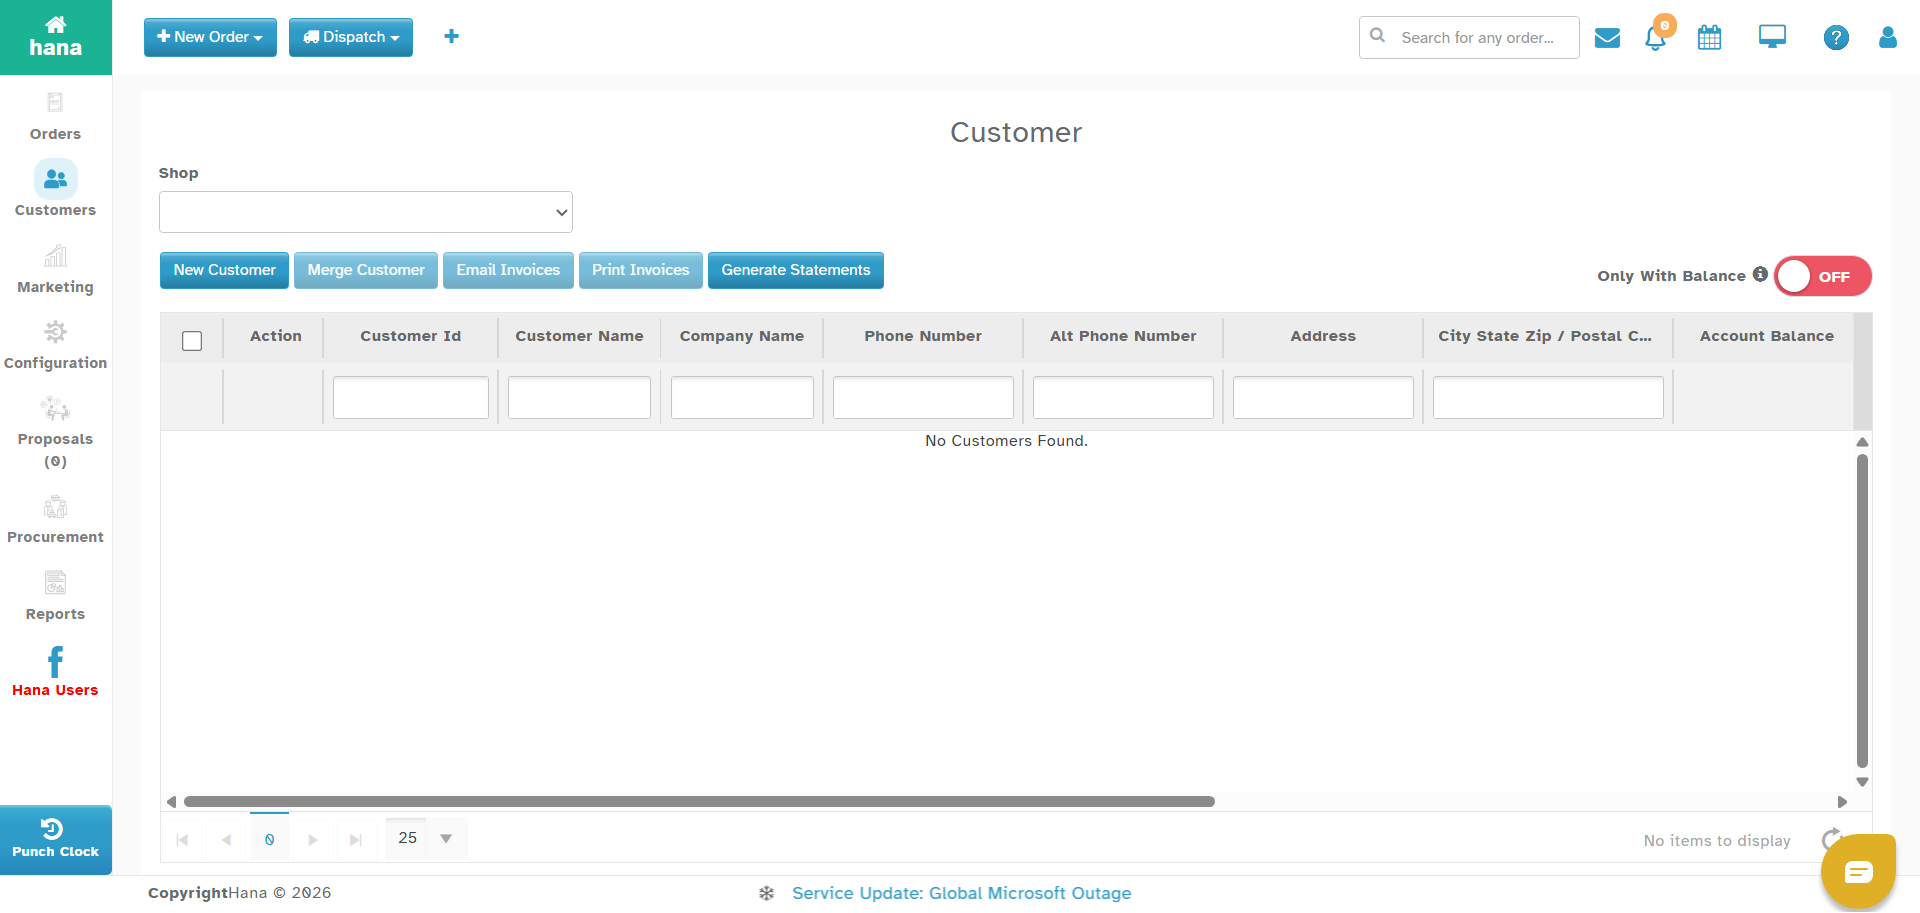 hana
New Order
Dispatch
Search for any order...
0
?
Orders
Customers
Marketing
Configuration
Proposals
(0)
Procurement
Reports
Hana Users
Punch Clock
Customer
Shop
New Customer
Merge Customer
Email Invoices
Print Invoices
Generate Statements
Only With Balance
OFF
Action
Customer Id
Customer Name
Company Name
Phone Number
Alt Phone Number
Address
City State Zip / Postal C...
Account Balance
No Customers Found.
0
25
No items to display
CopyrightHana © 2026
Service Update: Global Microsoft Outage